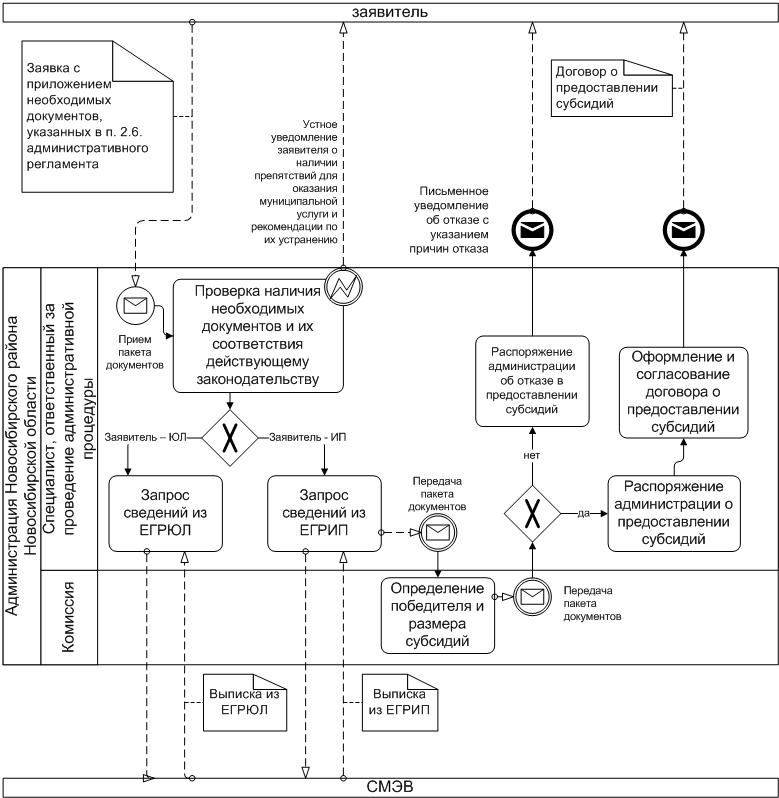 заявитель
Заявка с
приложением
необходимых
документов,
указанных в п. 2.6.
административного
регламента
Устное
уведомление
заявителя о
наличии
препятствий для
оказания
муниципальной
услуги и
рекомендации по
их устранению
Договор о
предоставлении
субсидий
Письменное
уведомление
об отказе с
указанием
причин отказа
Администрация Новосибирского района
Новосибирской области
Специалист, ответственный за
проведение административной
процедуры
Прием
пакета
документов
Проверка наличия
необходимых
документов и их
соответствия
действующему
законодательству
Распоряжение
администрации
об отказе в
предоставлении
субсидий
Оформление и
согласование
договора о
предоставлении
субсидий
Заявитель – ЮЛ
X
Заявитель - ИП
нет
Запрос
сведений из
ЕГРЮЛ
Запрос
сведений из
ЕГРИП
Передача
пакета
документов
X
да
Распоряжение
администрации о
предоставлении
субсидий
Комиссия
Определение
победителя и
размера
субсидий
Передача
пакета
документов
Выписка из
ЕГРЮЛ
Выписка
из ЕГРИП
СМЭВ